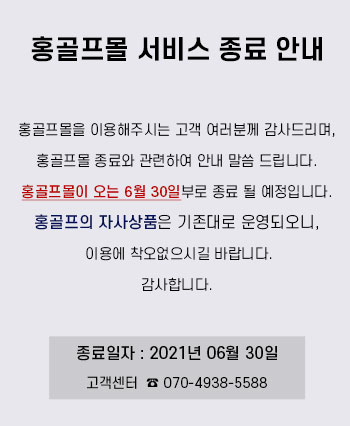 홍골프몰 서비스 종료 안내
홍골프몰을 이용해주시는 고객 여러분께 감사드리며,
홍골프몰 종료와 관련하여 안내 말씀 드립니다.
홍골프몰이 오는 6월 30일부로 종료 될 예정입니다.
홍골프의 자사상품은 기존대로 운영되오니,
이용에 착오없으시길 바랍니다.
감사합니다.
종료일자 : 2021년 06월 30일
고객센터 ☎ 070-4938-5588